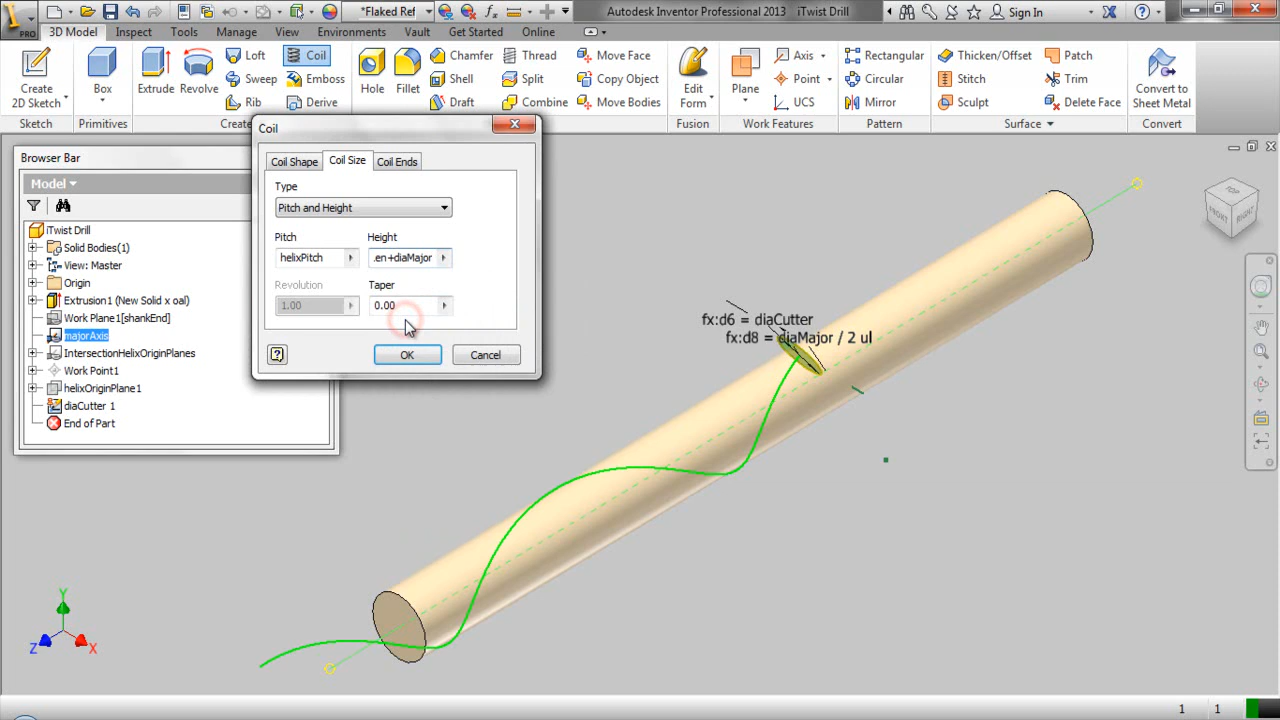 *Flaked Ref
Autodesk Inventor Professional 2013 iTwist Drill
Sign In
PRO
3D Model Inspect Tools Manage View Environments Vault Get Started Online
Create 2D Sketch
Sketch
Box
Primitives
Extrude
Revolve
Loft
Sweep
Rib
Coil
Emboss
Derive
Create
Hole
Fillet
Chamfer
Shell
Draft
Thread
Split
Combine
Move Face
Copy Object
Move Bodies
Edit Form
Fusion
Plane
Axis
Point
UCS
Work Features
Rectangular
Circular
Mirror
Pattern
Thicken/Offset
Stitch
Sculpt
Patch
Trim
Delete Face
Surface
Convert to Sheet Metal
Convert
Browser Bar
Model
iTwist Drill
Solid Bodies(1)
View: Master
Origin
Extrusion1 (New Solid x oal)
Work Plane1[shankEnd]
majorAxis
IntersectionHelixOriginPlanes
Work Point1
helixOriginPlane1
diaCutter 1
End of Part
Coil
Coil Shape Coil Size Coil Ends
Type
Pitch and Height
Pitch Height
helixPitch .en+diaMajor
Revolution Taper
1.00 0.00
OK Cancel
fx:d6 = diaCutter
fx:d8 = diaMajor / 2 ul
TOP
FRONT
RIGHT
Y
Z
X
1 1